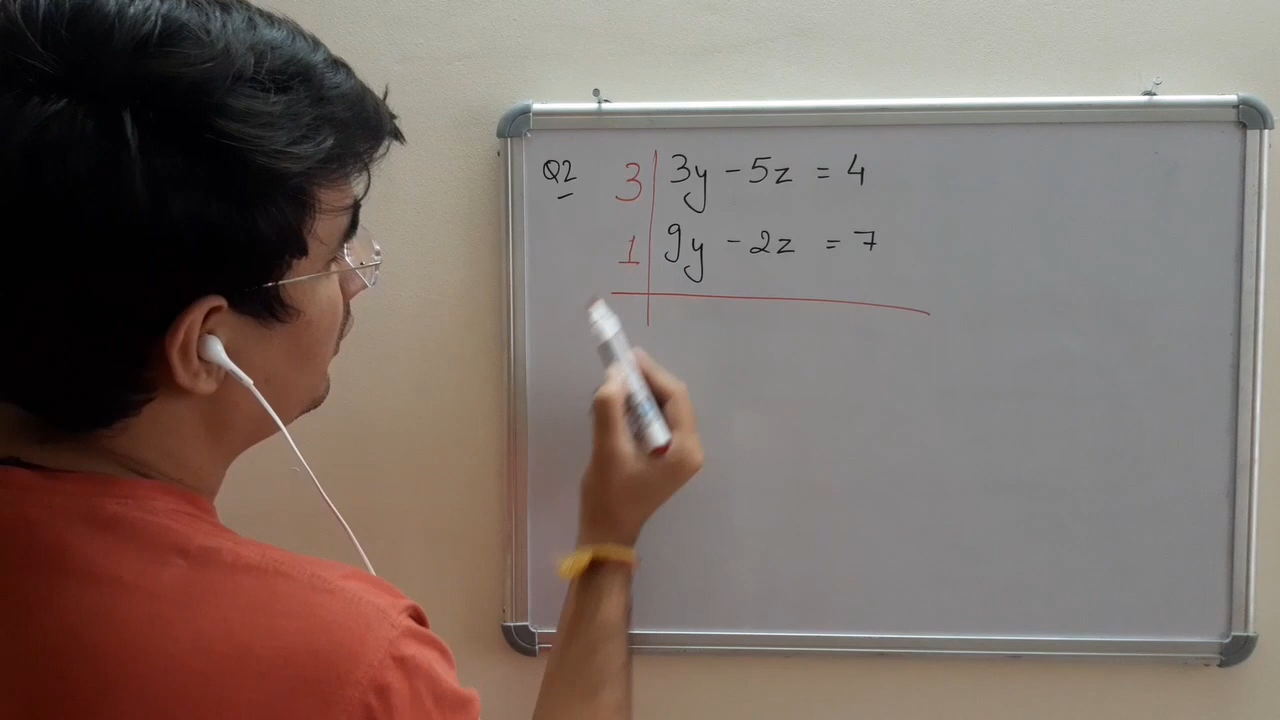 Q2 3 3y - 5z = 4
1 9y - 2z = 7